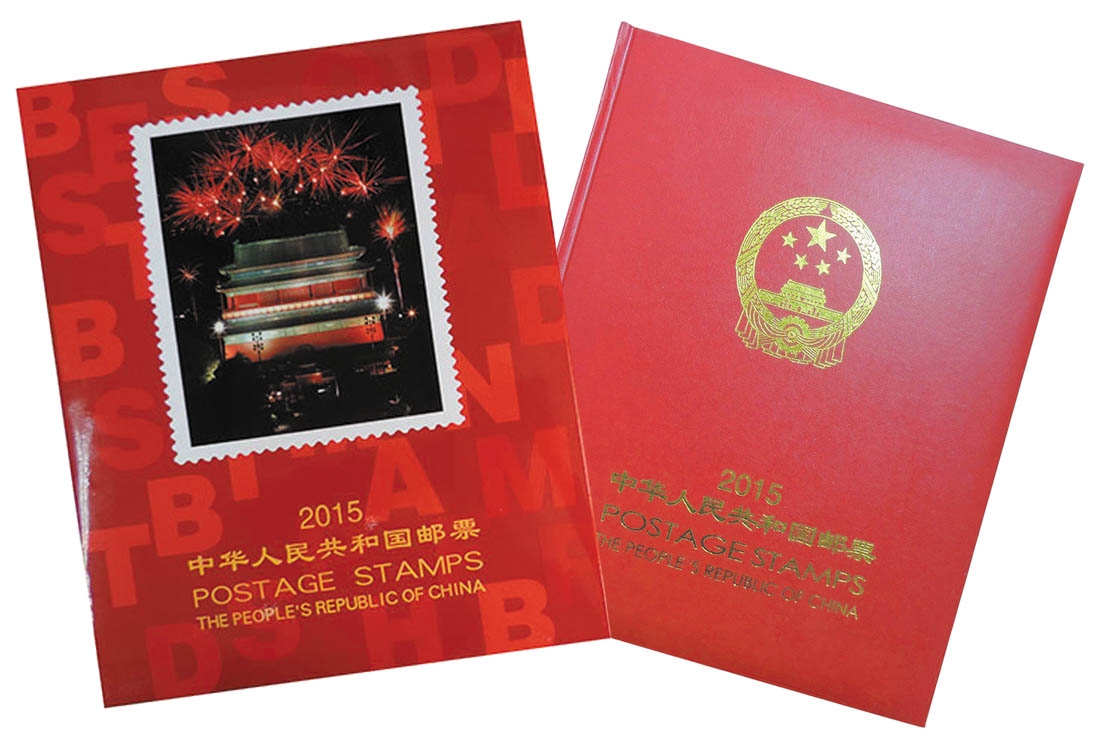 2015
中华人民共和国邮票
POSTAGE STAMPS
THE PEOPLE'S REPUBLIC OF CHINA
2015
中华人民共和国邮票
POSTAGE STAMPS
THE PEOPLE'S REPUBLIC OF CHINA